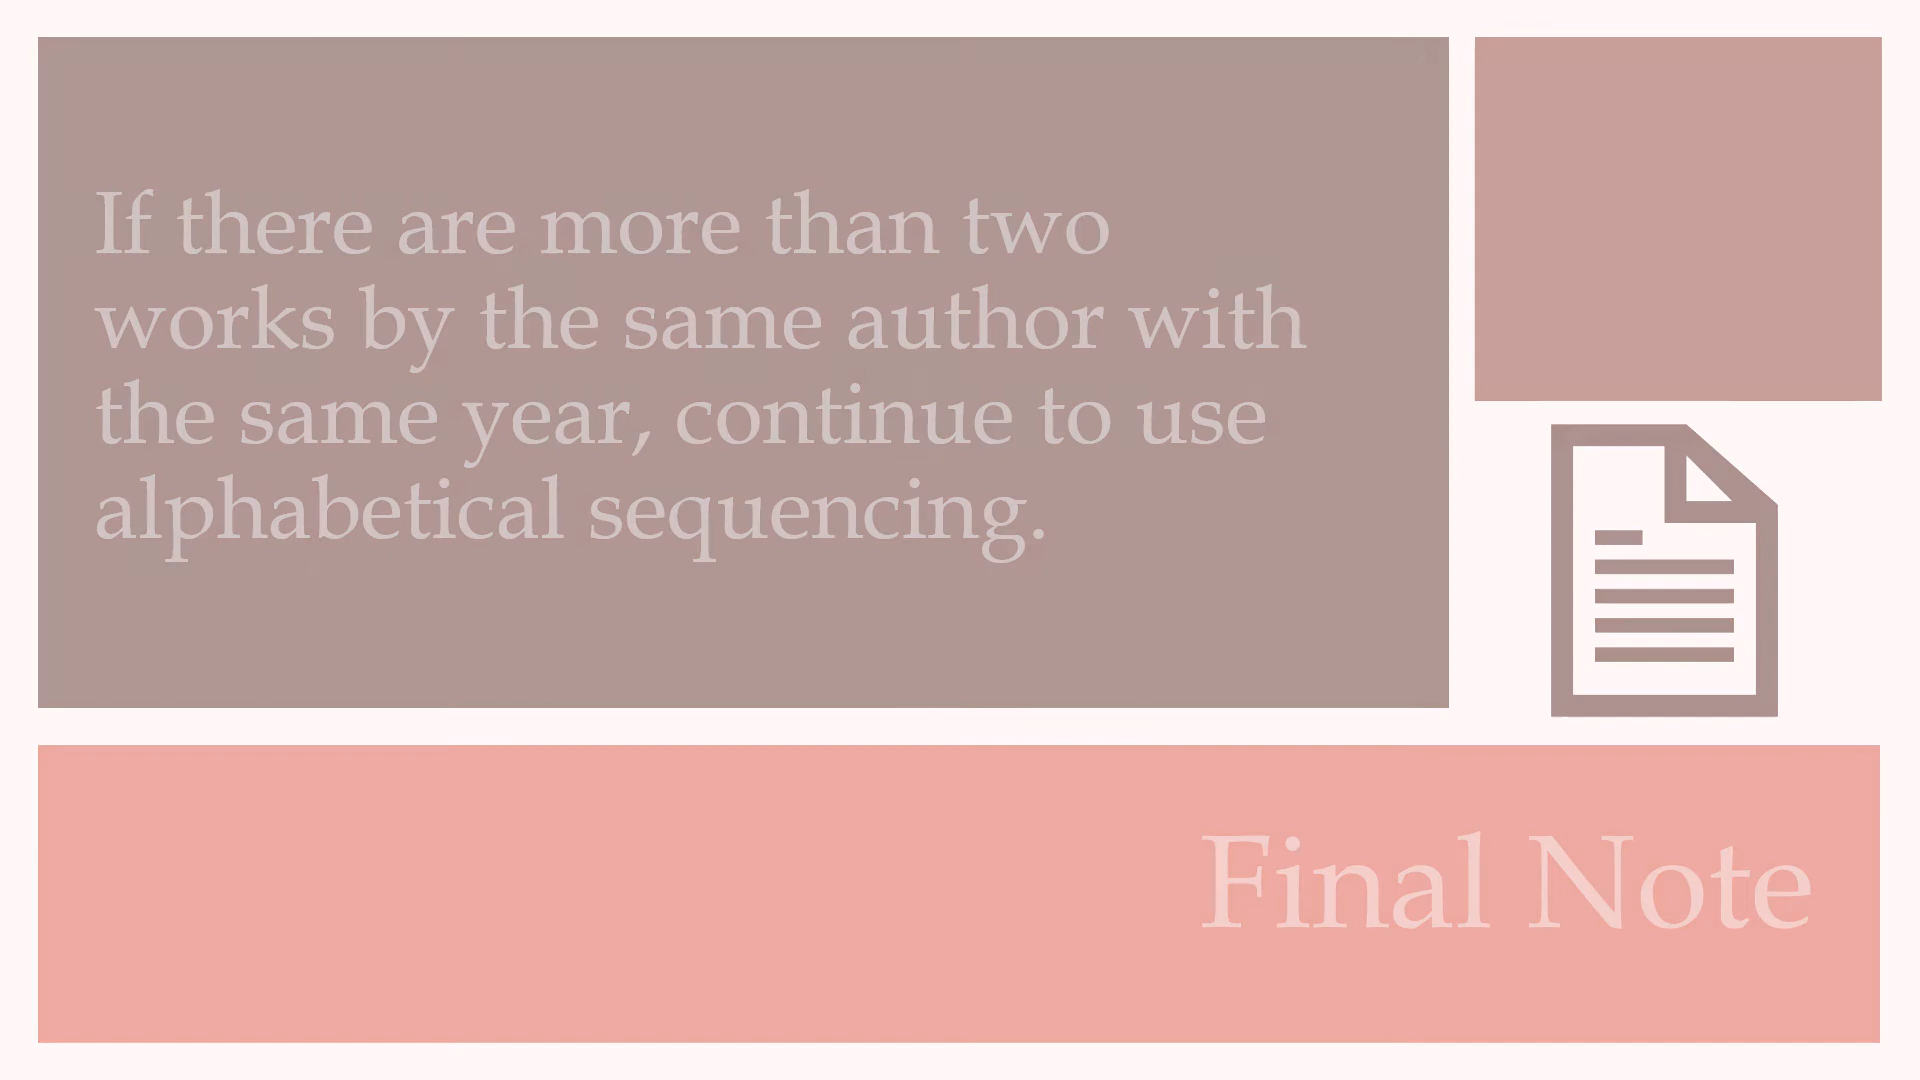 If there are more than two
works by the same author with
the same year, continue to use
alphabetical sequencing.
Final Note